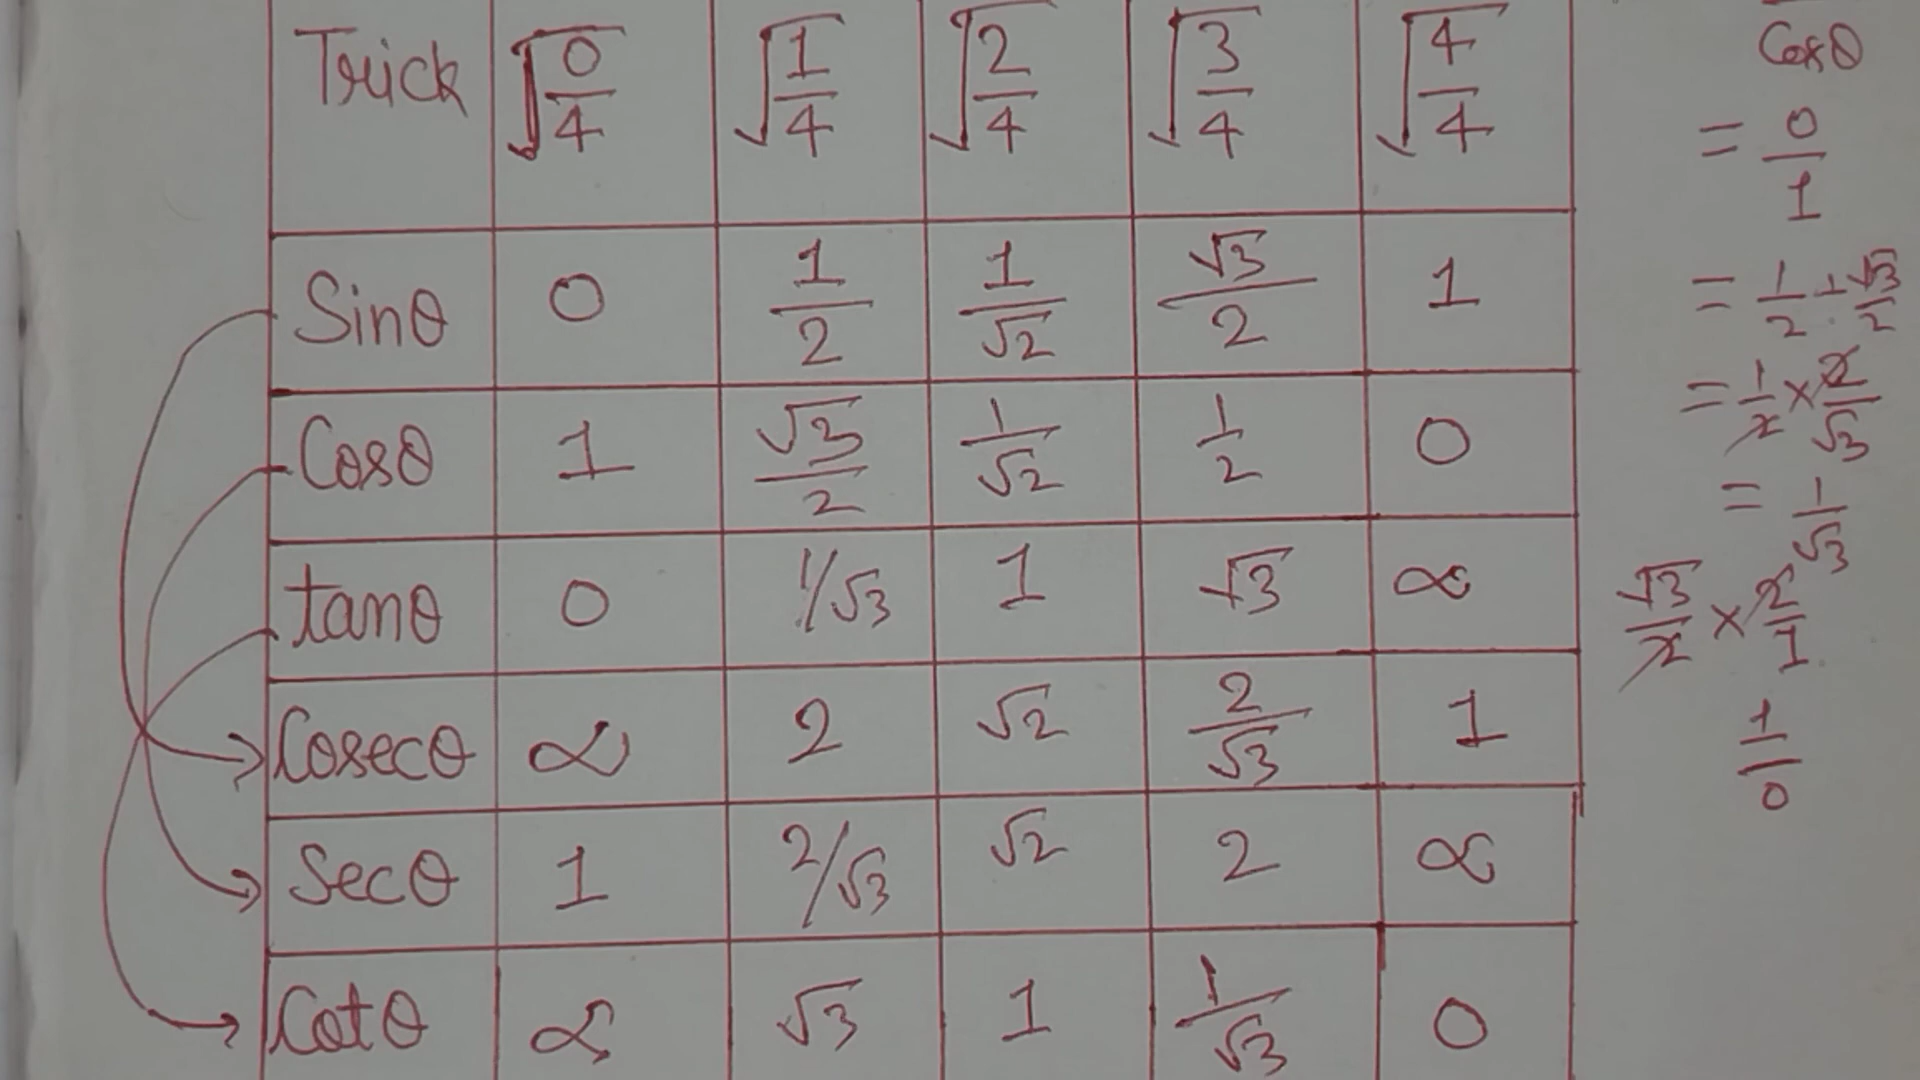 Trick √0/4 √1/4 √2/4 √3/4 √4/4
Sinθ 0 1/2 1/√2 √3/2 1
Cosθ 1 √3/2 1/√2 1/2 0
tanθ 0 1/√3 1 √3 ∞
Cosecθ ∞ 2 √2 2/√3 1
Secθ 1 2/√3 √2 2 ∞
Cotθ ∞ √3 1 1/√3 0
Cosθ
= 0/1
= 1/2 ÷ √3/2
= 1/2 × 2/√3
= 1/√3
√3/2 × 2/1
1/0